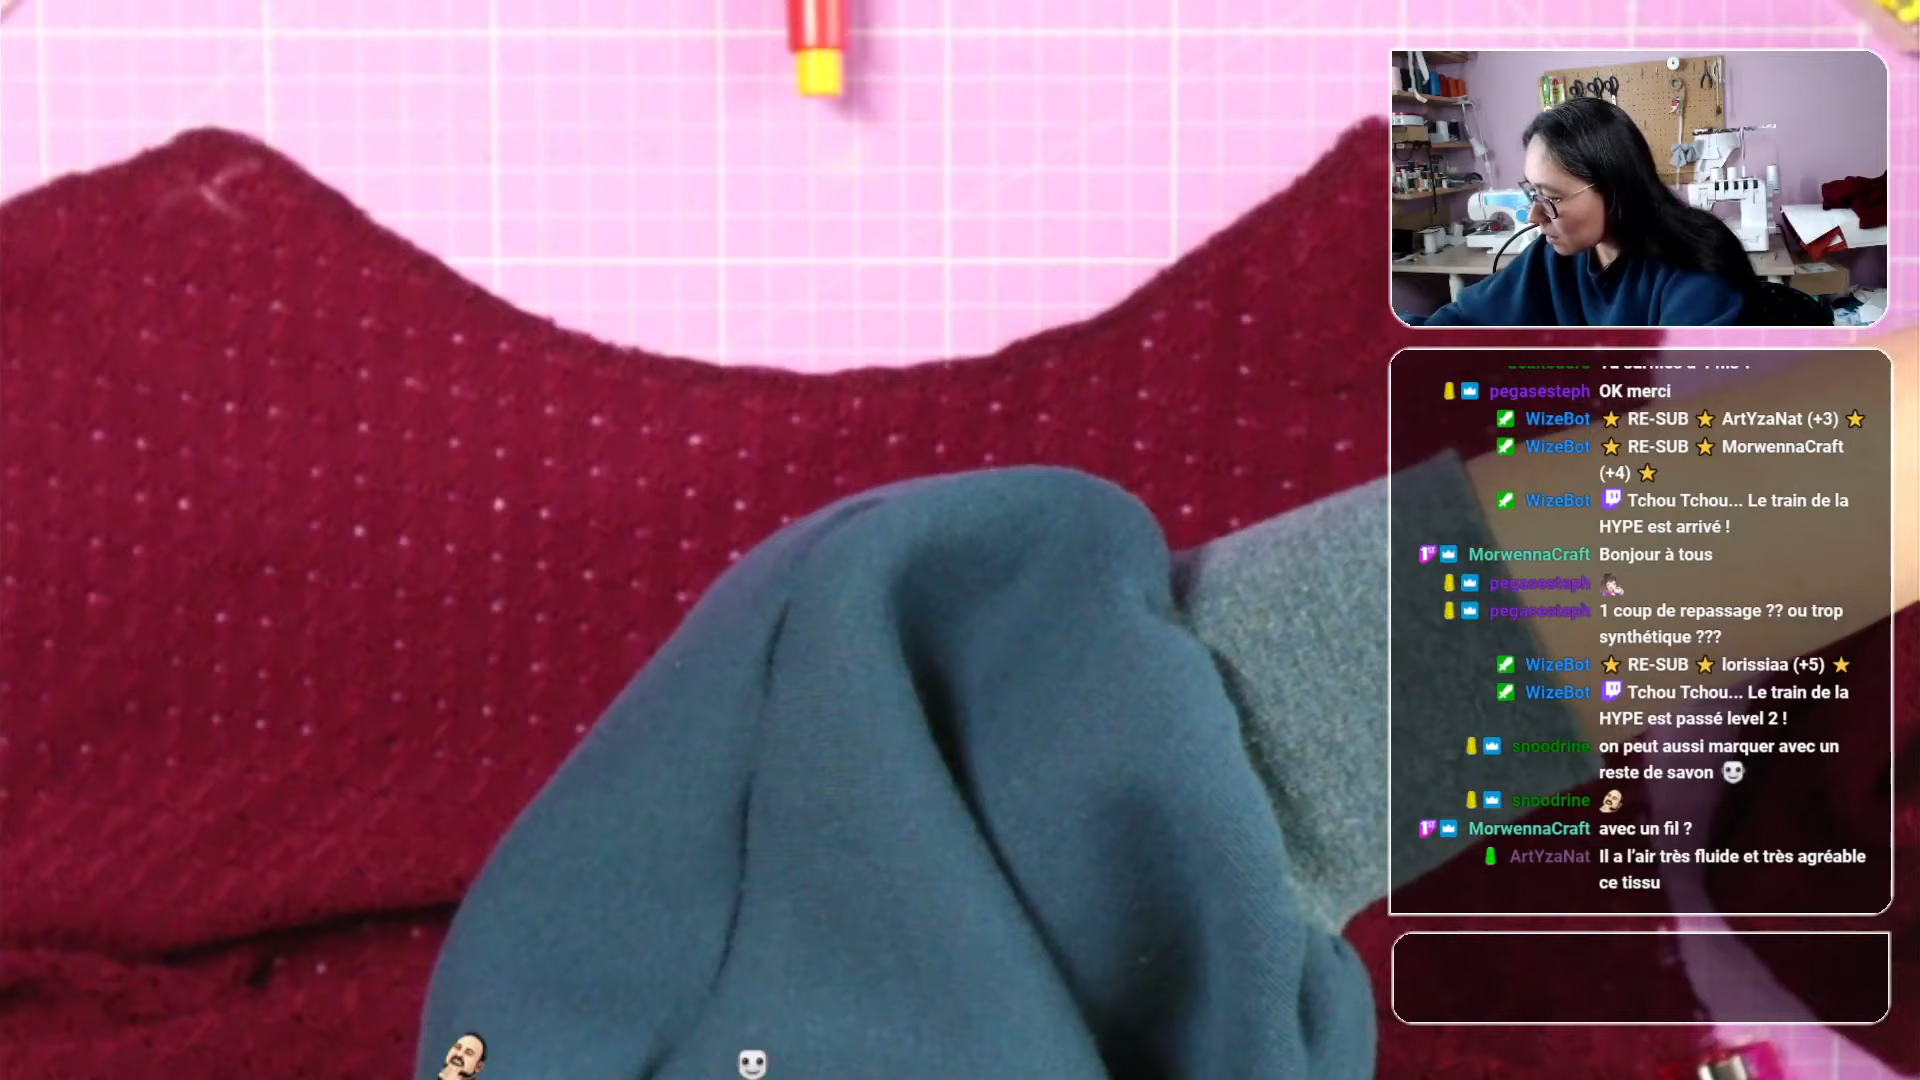 pegasesteph OK merci
WizeBot ⭐ RE-SUB ⭐ ArtYzaNat (+3) ⭐
WizeBot ⭐ RE-SUB ⭐ MorwennaCraft
(+4) ⭐
WizeBot Tchou Tchou... Le train de la
HYPE est arrivé !
1ST MorwennaCraft Bonjour à tous
pegasesteph
pegasesteph 1 coup de repassage ?? ou trop
synthétique ???
WizeBot ⭐ RE-SUB ⭐ lorissiaa (+5) ⭐
WizeBot Tchou Tchou... Le train de la
HYPE est passé level 2 !
snoodrine on peut aussi marquer avec un
reste de savon
snoodrine
1ST MorwennaCraft avec un fil ?
ArtYzaNat Il a l’air très fluide et très agréable
ce tissu